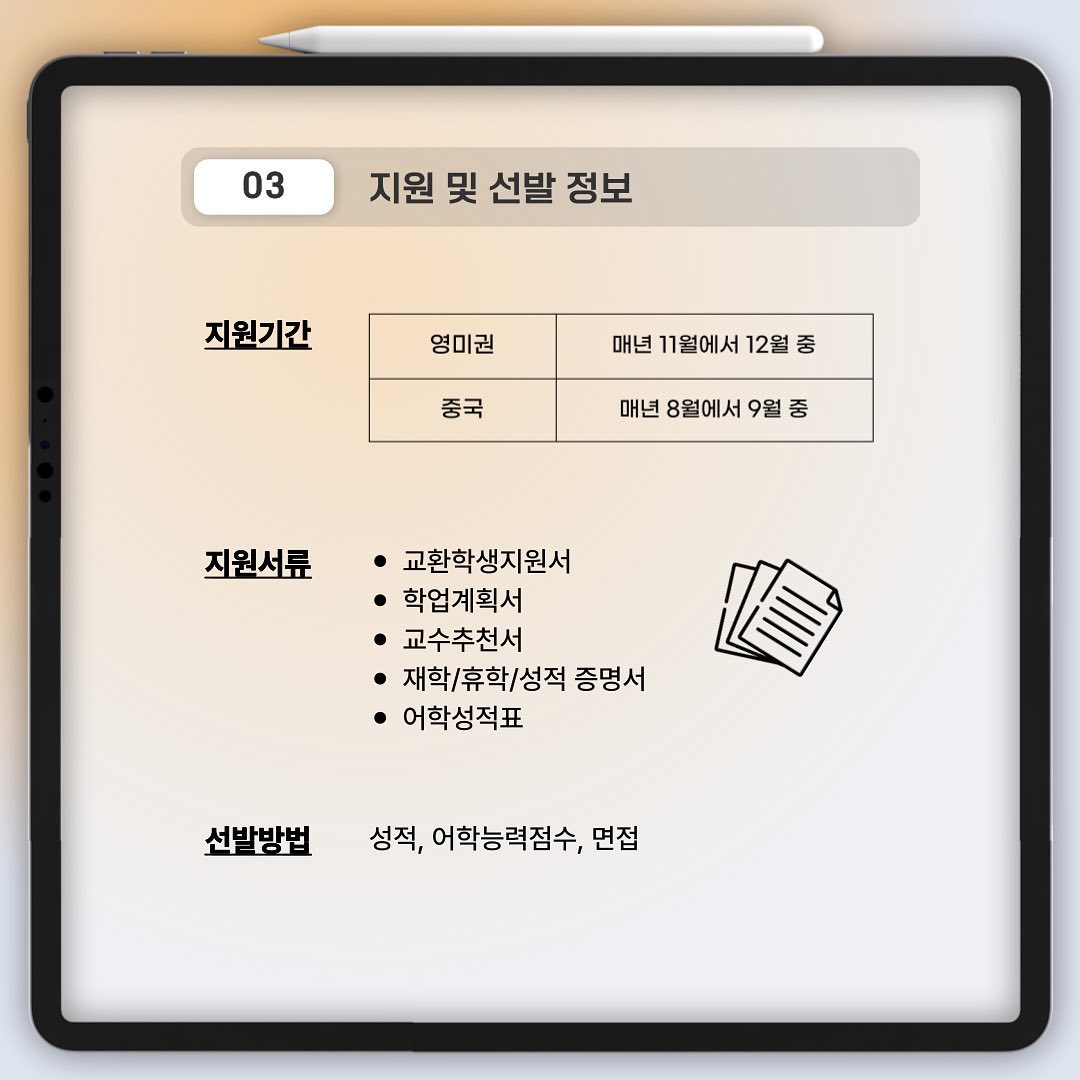 03 지원 및 선발 정보
지원기간
영미권 매년 11월에서 12월 중
중국 매년 8월에서 9월 중
지원서류
• 교환학생지원서
• 학업계획서
• 교수추천서
• 재학/휴학/성적 증명서
• 어학성적표
선발방법 성적, 어학능력점수, 면접